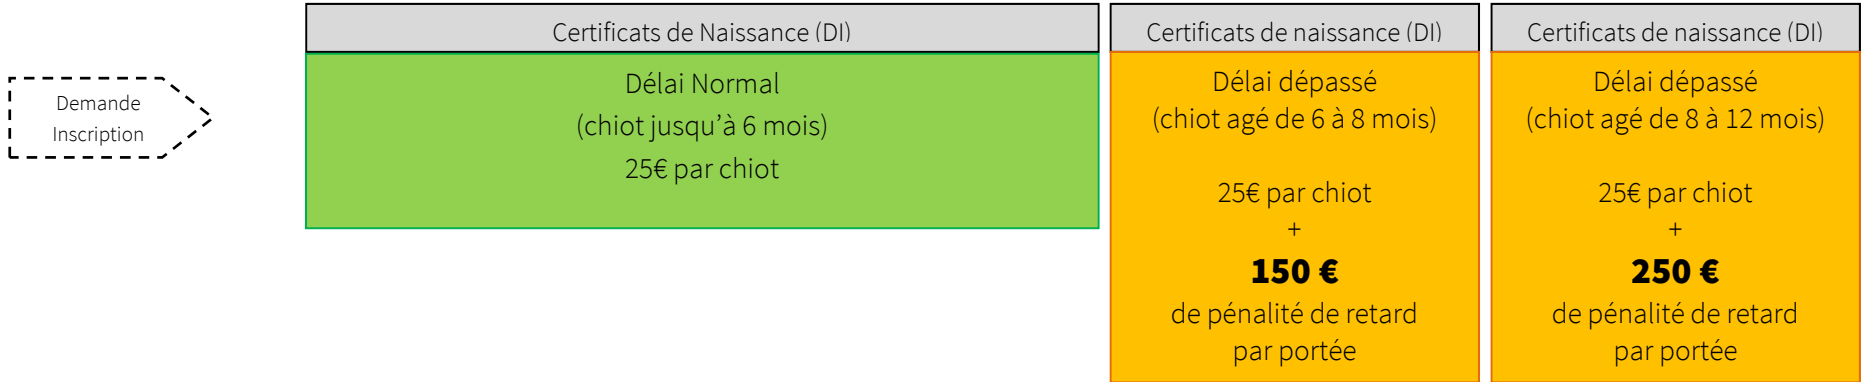 Demande
Inscription
Certificats de Naissance (DI)
Délai Normal
(chiot jusqu’à 6 mois)
25€ par chiot
Certificats de naissance (DI)
Délai dépassé
(chiot agé de 6 à 8 mois)
25€ par chiot
+
150 €
de pénalité de retard
par portée
Certificats de naissance (DI)
Délai dépassé
(chiot agé de 8 à 12 mois)
25€ par chiot
+
250 €
de pénalité de retard
par portée